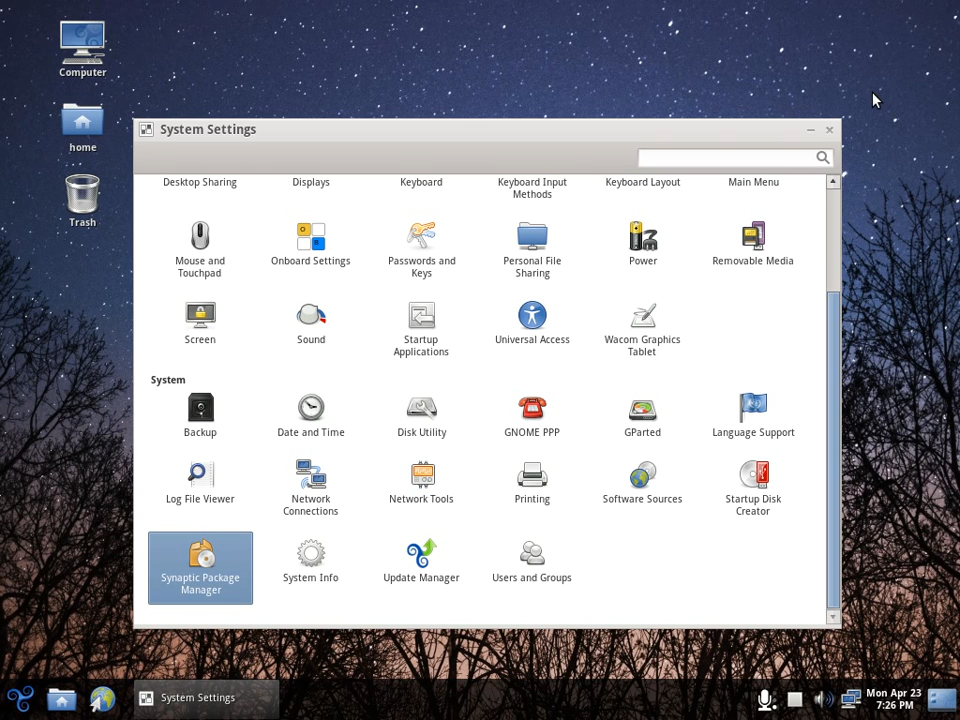 Computer
home
Trash
System Settings
Desktop Sharing
Displays
Keyboard
Keyboard Input
Methods
Keyboard Layout
Main Menu
Mouse and
Touchpad
Onboard Settings
Passwords and
Keys
Personal File
Sharing
Power
Removable Media
Screen
Sound
Startup
Applications
Universal Access
Wacom Graphics
Tablet
System
Backup
Date and Time
Disk Utility
GNOME PPP
GParted
Language Support
Log File Viewer
Network
Connections
Network Tools
Printing
Software Sources
Startup Disk
Creator
Synaptic Package
Manager
System Info
Update Manager
Users and Groups
System Settings
Mon Apr 23
7:26 PM